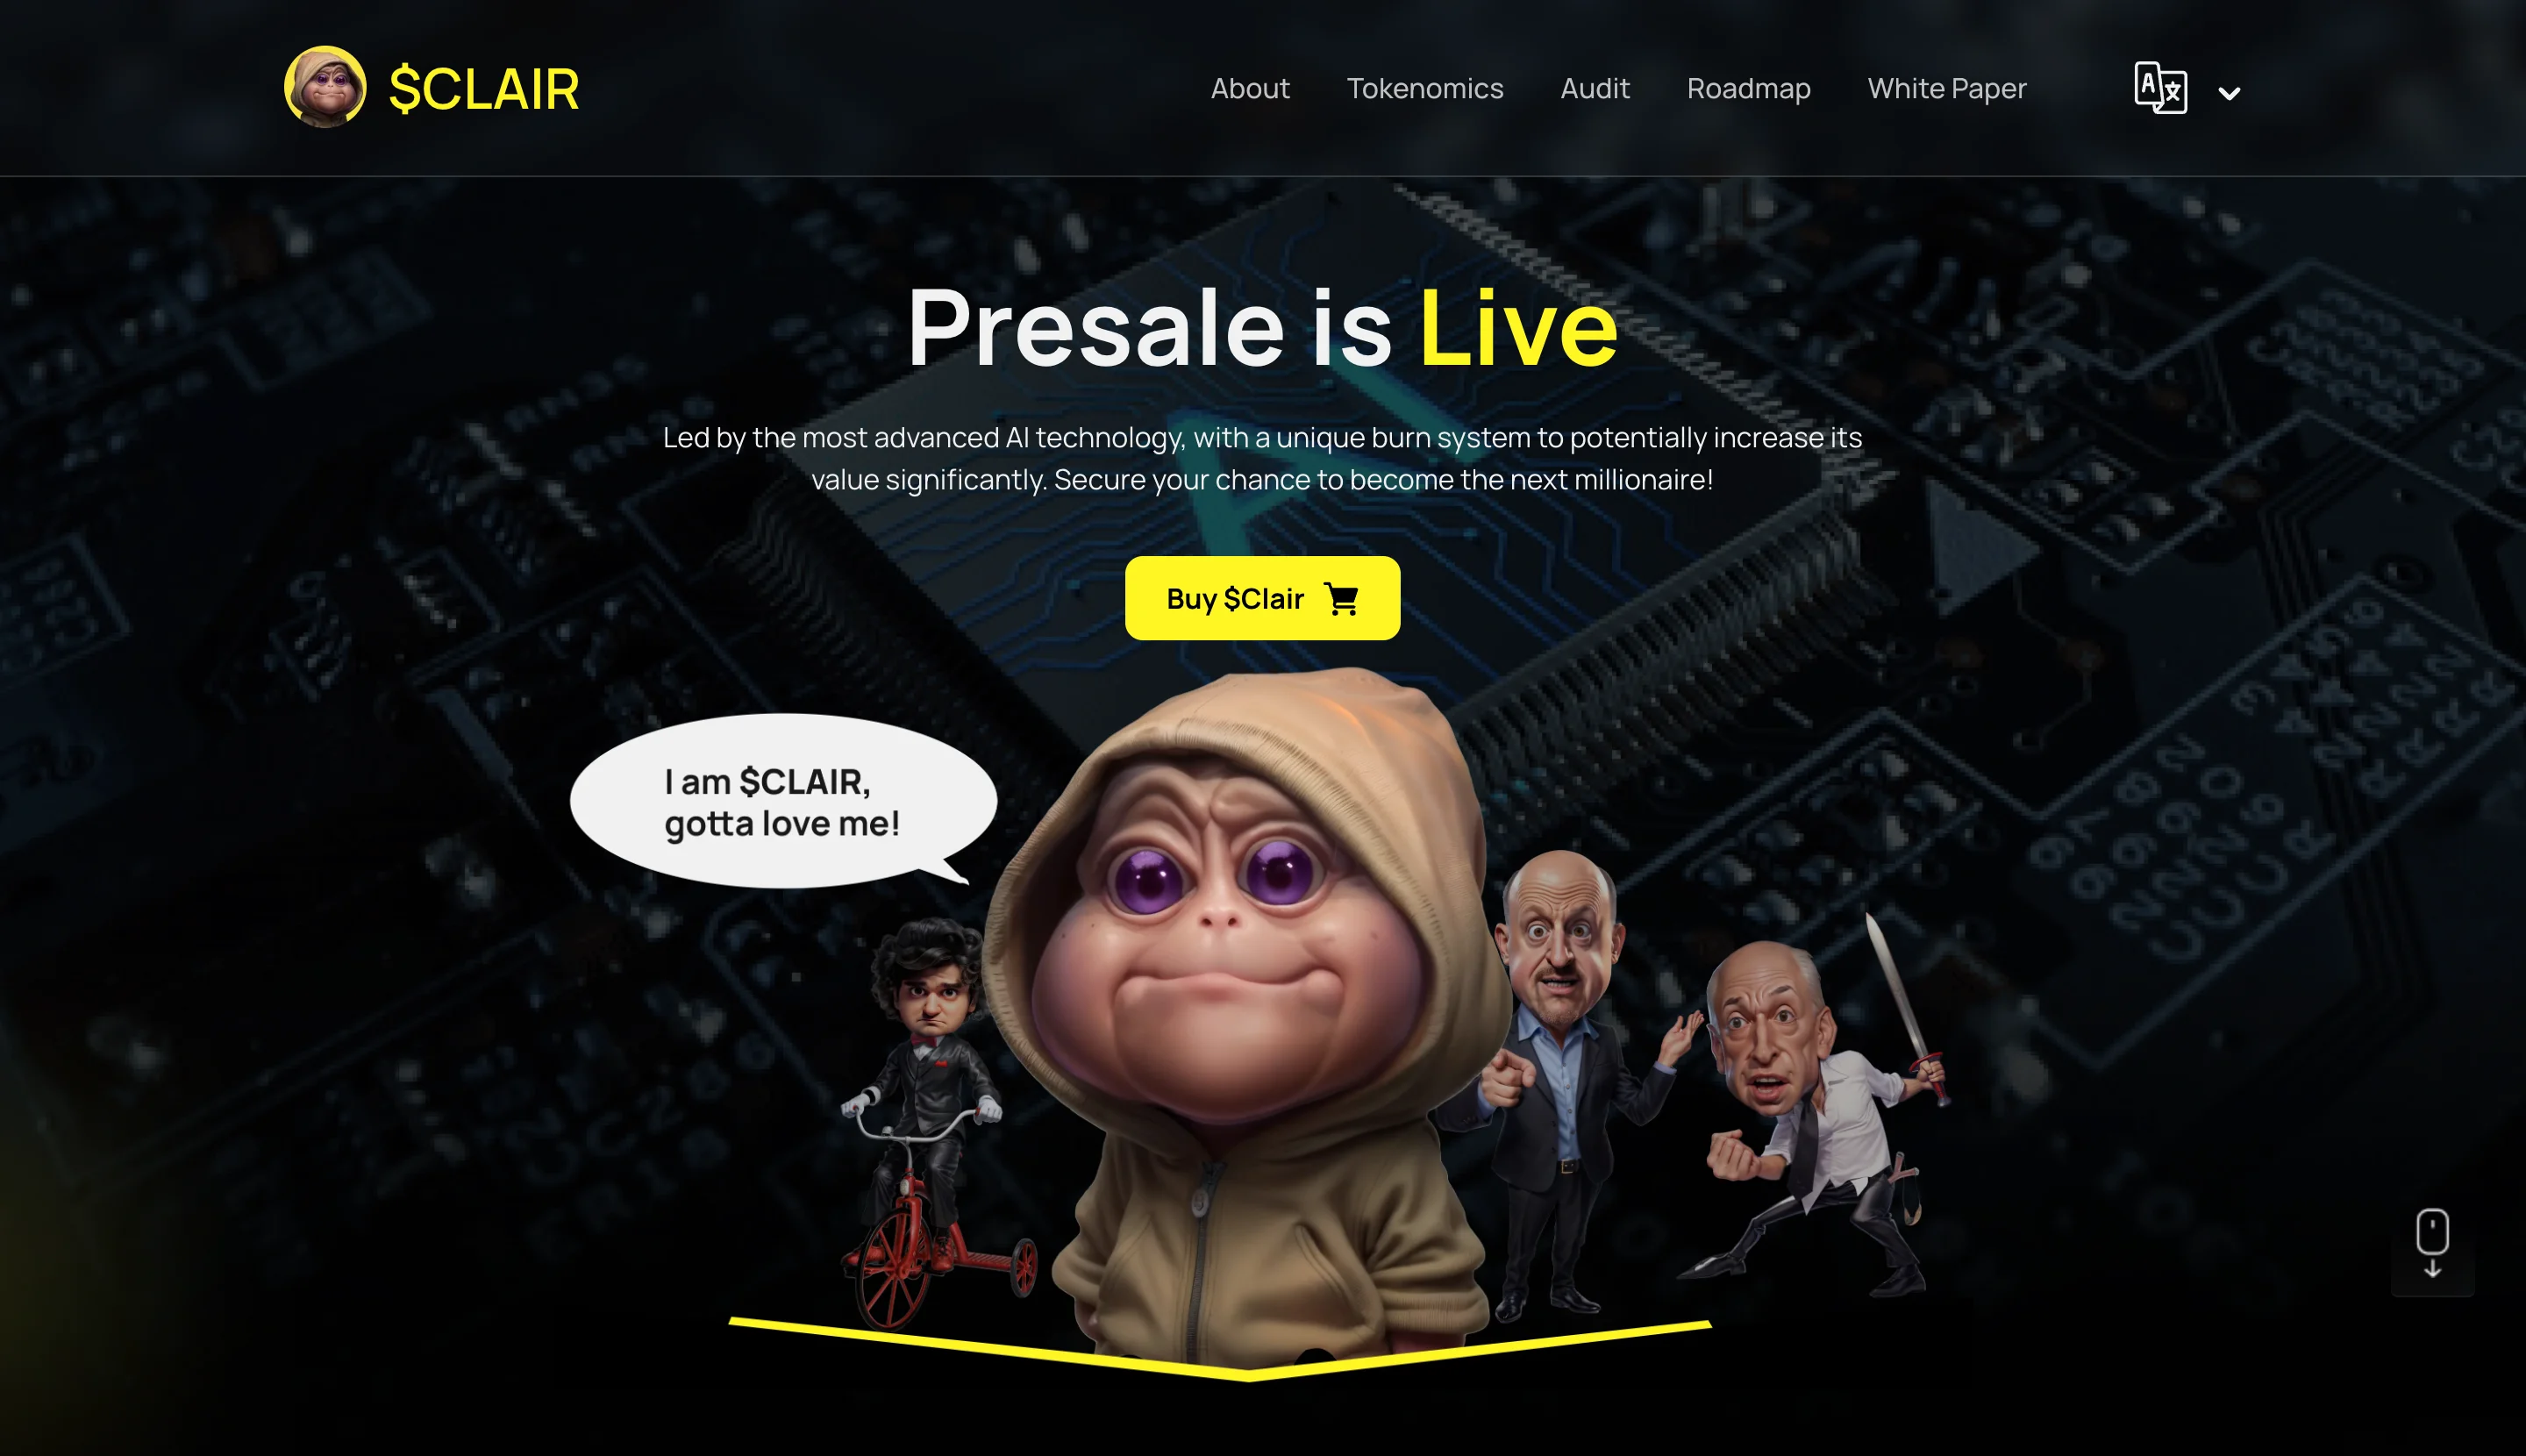 $CLAIR
About
Tokenomics
Audit
Roadmap
White Paper
Presale is Live
Led by the most advanced AI technology, with a unique burn system to potentially increase its
value significantly. Secure your chance to become the next millionaire!
Buy $Clair
I am $CLAIR,
gotta love me!